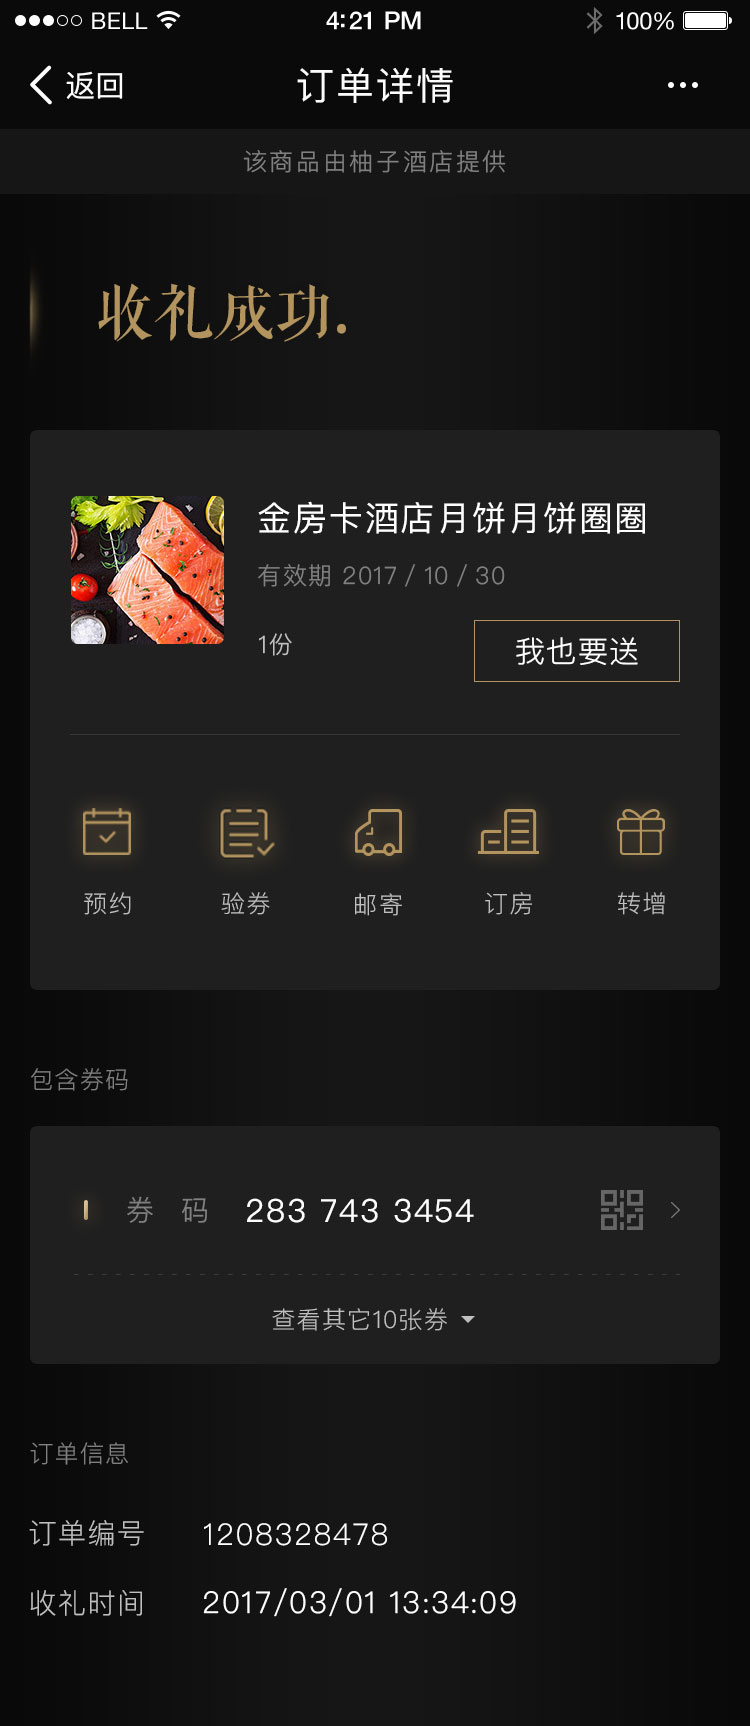 BELL 4:21 PM 100%
返回 订单详情
该商品由柚子酒店提供
收礼成功.
金房卡酒店月饼月饼圈圈
有效期 2017 / 10 / 30
1份 我也要送
预约 验券 邮寄 订房 转增
包含券码
券 码 283 743 3454
查看其它10张券
订单信息
订单编号 1208328478
收礼时间 2017/03/01 13:34:09